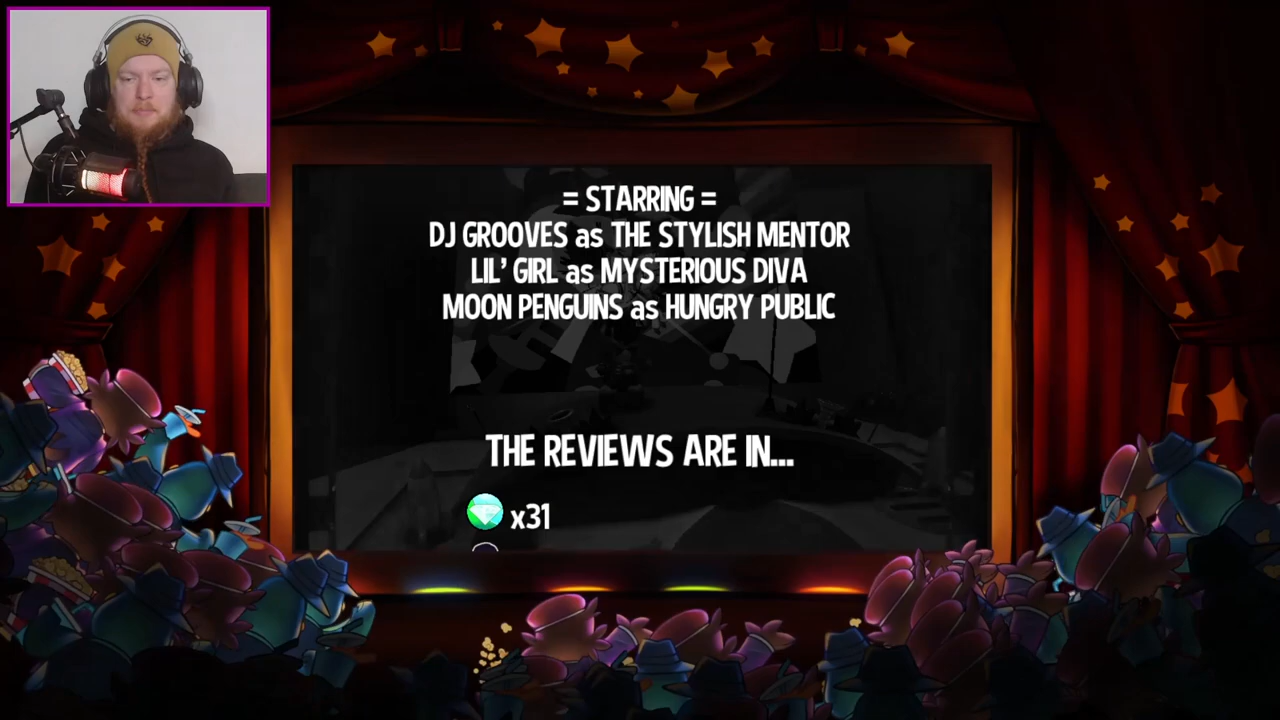 = STARRING =
DJ GROOVES as THE STYLISH MENTOR
LIL' GIRL as MYSTERIOUS DIVA
MOON PENGUINS as HUNGRY PUBLIC
THE REVIEWS ARE IN...
x31